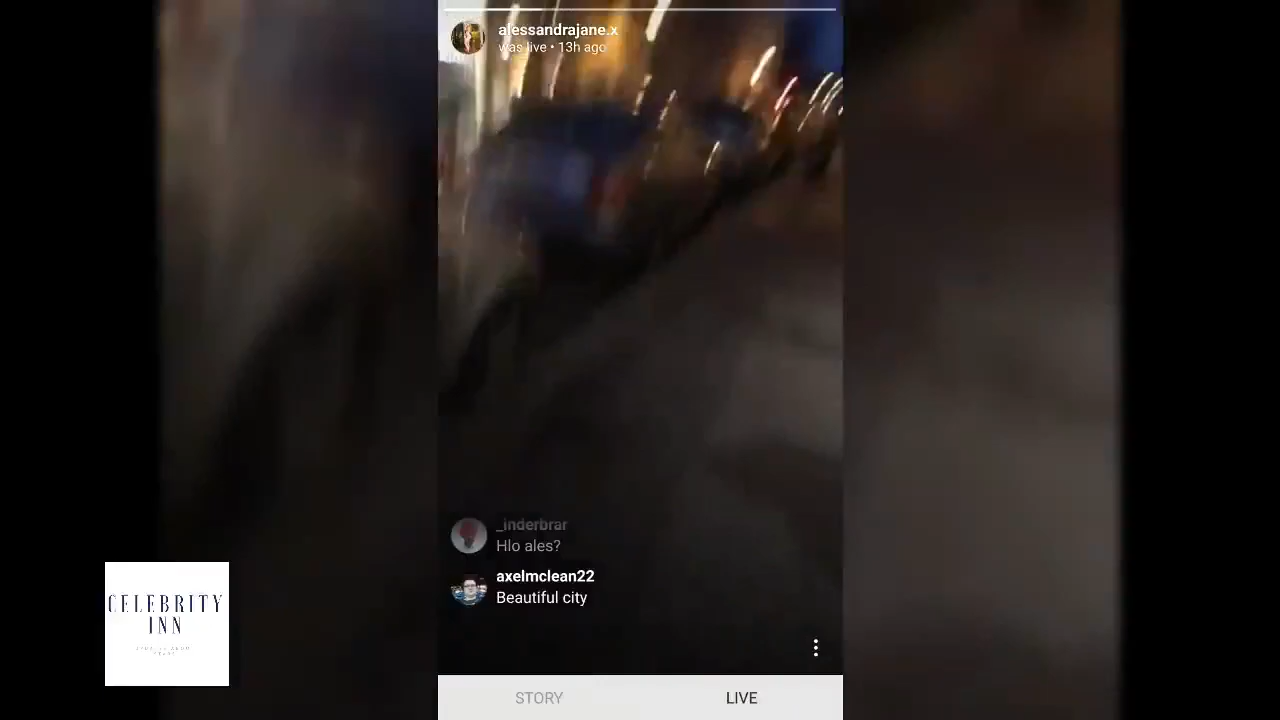 alessandrajane.x
was live • 13h ago
_inderbrar
Hlo ales?
axelmclean22
Beautiful city
CELEBRITY
INN
STORY
LIVE